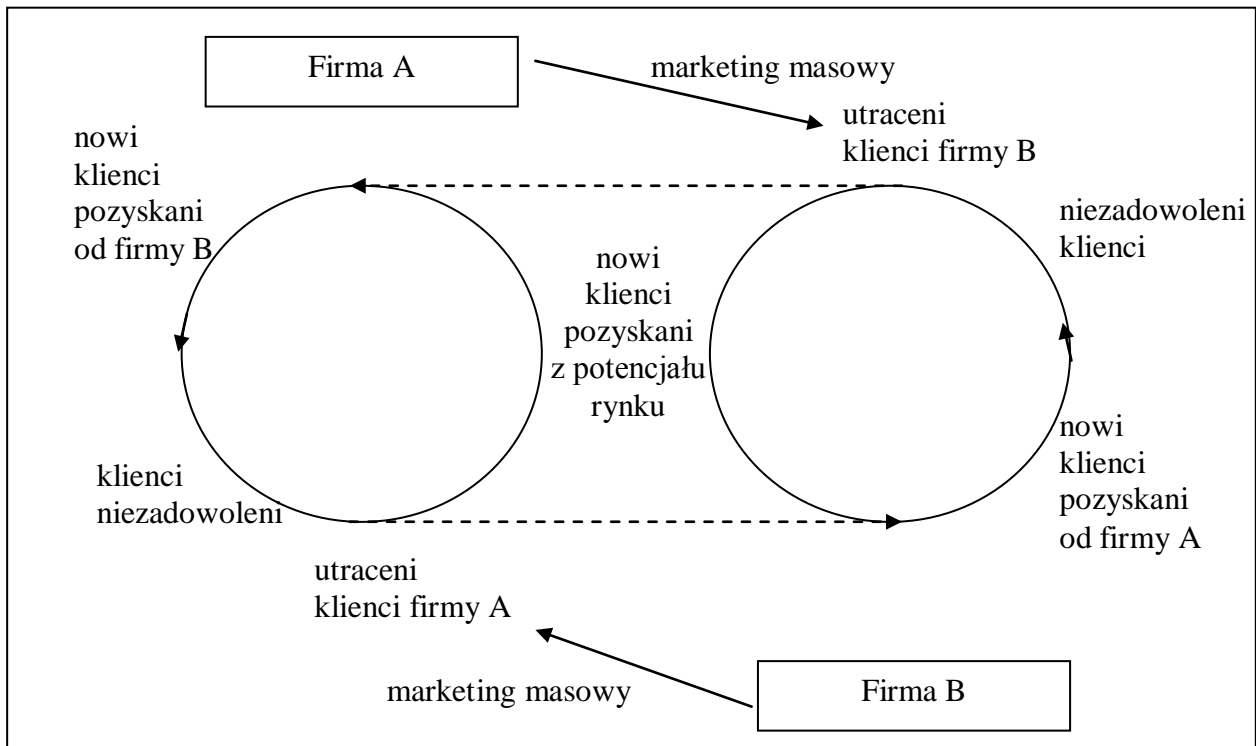 Firma A
marketing masowy
utraceni
klienci firmy B
nowi
klienci
pozyskani
od firmy B
niezadowoleni
klienci
nowi
klienci
pozyskani
z potencjału
rynku
klienci
niezadowoleni
nowi
klienci
pozyskani
od firmy A
utraceni
klienci firmy A
marketing masowy
Firma B